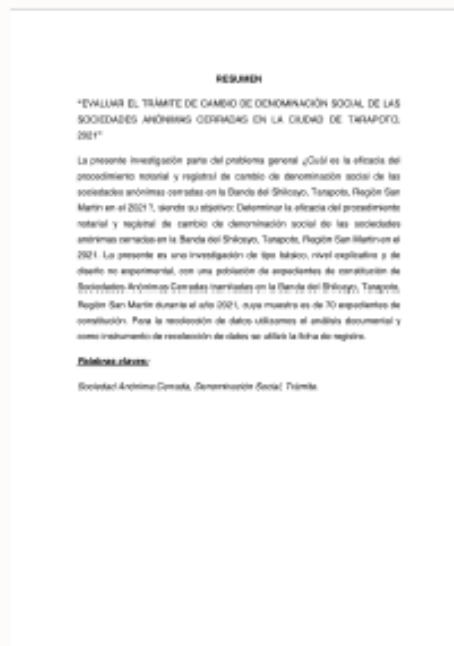 RESUMEN
"EVALUAR EL TRÁMITE DE CAMBIO DE DENOMINACIÓN SOCIAL DE LAS
SOCIEDADES ANÓNIMAS CERRADAS EN LA CIUDAD DE TARAPOTO,
2021"
La presente investigación parte del problema general ¿Cuál es la eficacia del
procedimiento notarial y registral de cambio de denominación social de las
sociedades anónimas cerradas en la Banda del Shilcayo, Tarapoto, Región San
Martin en el 2021?, siendo su objetivo: Determinar la eficacia del procedimiento
notarial y registral de cambio de denominación social de las sociedades
anónimas cerradas en la Banda del Shilcayo, Tarapoto, Región San Martin en el
2021. La presente es una investigación de tipo básico, nivel explicativo y de
diseño no experimental, con una población de expedientes de constitución de
Sociedades Anónimas Cerradas tramitadas en la Banda del Shilcayo, Tarapoto,
Región San Martin durante el año 2021, cuya muestra es de 70 expedientes de
constitución. Para la recolección de datos utilizamos el análisis documental y
como instrumento de recolección de datos se utilizó la ficha de registro.
Palabras claves:
Sociedad Anónima Cerrada, Denominación Social, Trámite.